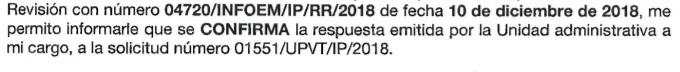 Revisión con número 04720/INFOEM/IP/RR/2018 de fecha 10 de diciembre de 2018, me
permito informarle que se CONFIRMA la respuesta emitida por la Unidad administrativa a
mi cargo, a la solicitud número 01551/UPVT/IP/2018.